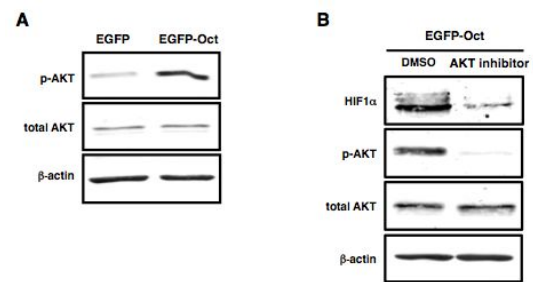 A
EGFP EGFP-Oct
p-AKT
total AKT
β-actin
B
EGFP-Oct
DMSO AKT inhibitor
HIF1α
p-AKT
total AKT
β-actin